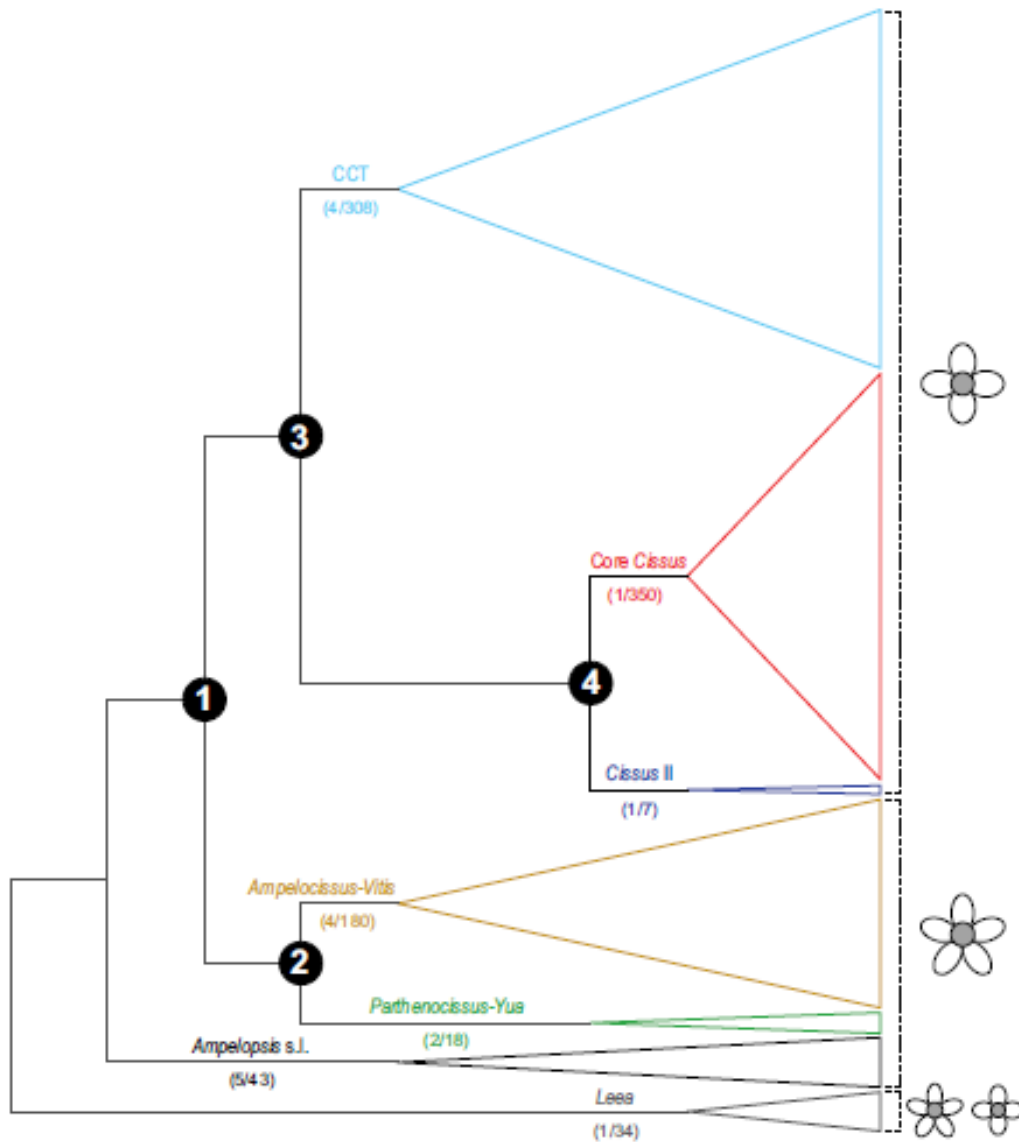 CCT
(4/308)
3
Core Cissus
(1/350)
4
1
Cissus II
(1/7)
Ampelocissus-Vitis
(4/180)
2
Parthenocissus-Yua
(2/18)
Ampelopsis s.l.
(5/43)
Leea
(1/34)